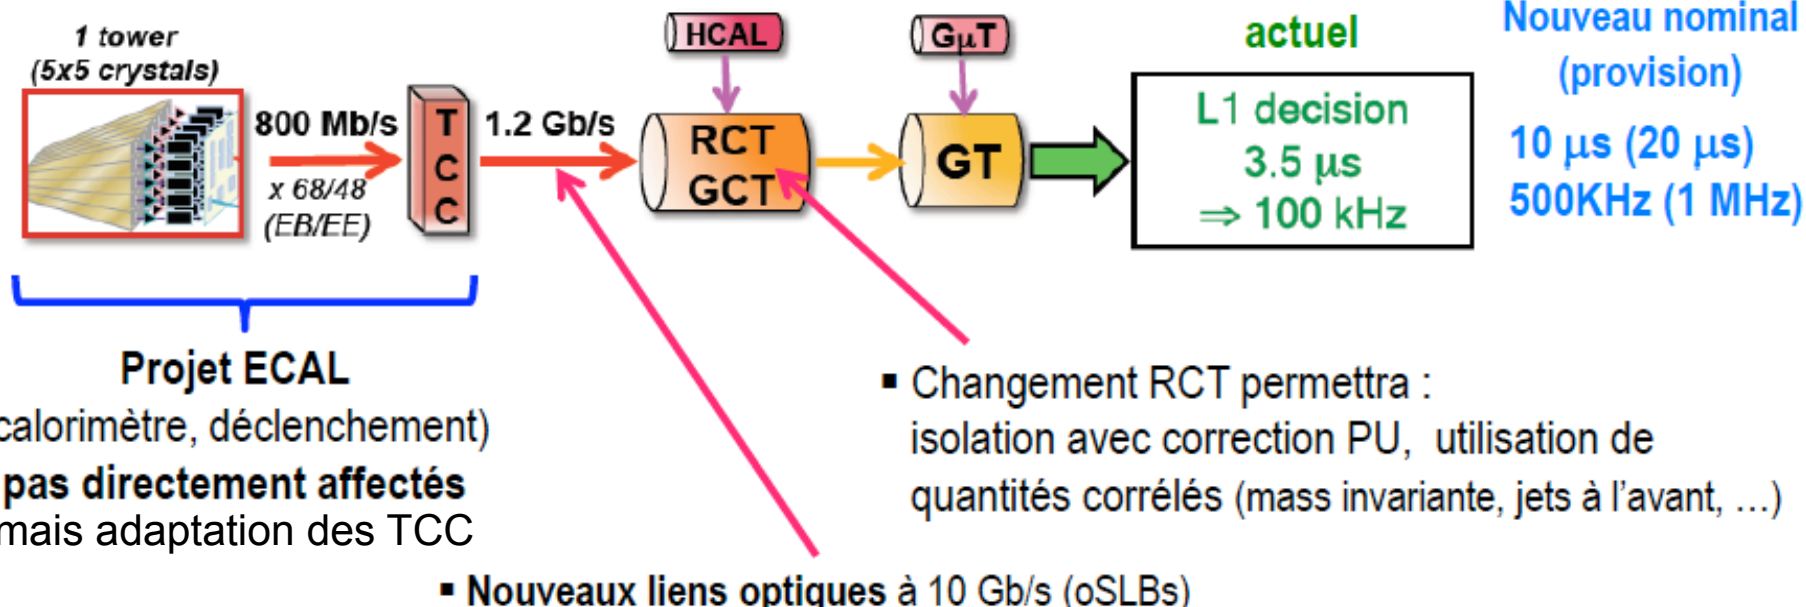 1 tower
(5x5 crystals)
800 Mb/s
x 68/48
(EB/EE)
T
C
C
1.2 Gb/s
HCAL
RCT
GCT
GμT
GT
actuel
L1 decision
3.5 μs
⇒ 100 kHz
Nouveau nominal
(provision)
10 μs (20 μs)
500KHz (1 MHz)
Projet ECAL
calorimètre, déclenchement)
pas directement affectés
mais adaptation des TCC
▪ Changement RCT permettra :
isolation avec correction PU, utilisation de
quantités corrélés (mass invariante, jets à l'avant, ...)
▪ Nouveaux liens optiques à 10 Gb/s (oSLBs)